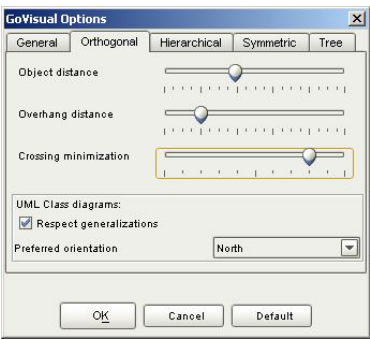 GoVisual Options
General Orthogonal Hierarchical Symmetric Tree
Object distance
Overhang distance
Crossing minimization
UML Class diagrams:
Respect generalizations
Preferred orientation North
OK Cancel Default